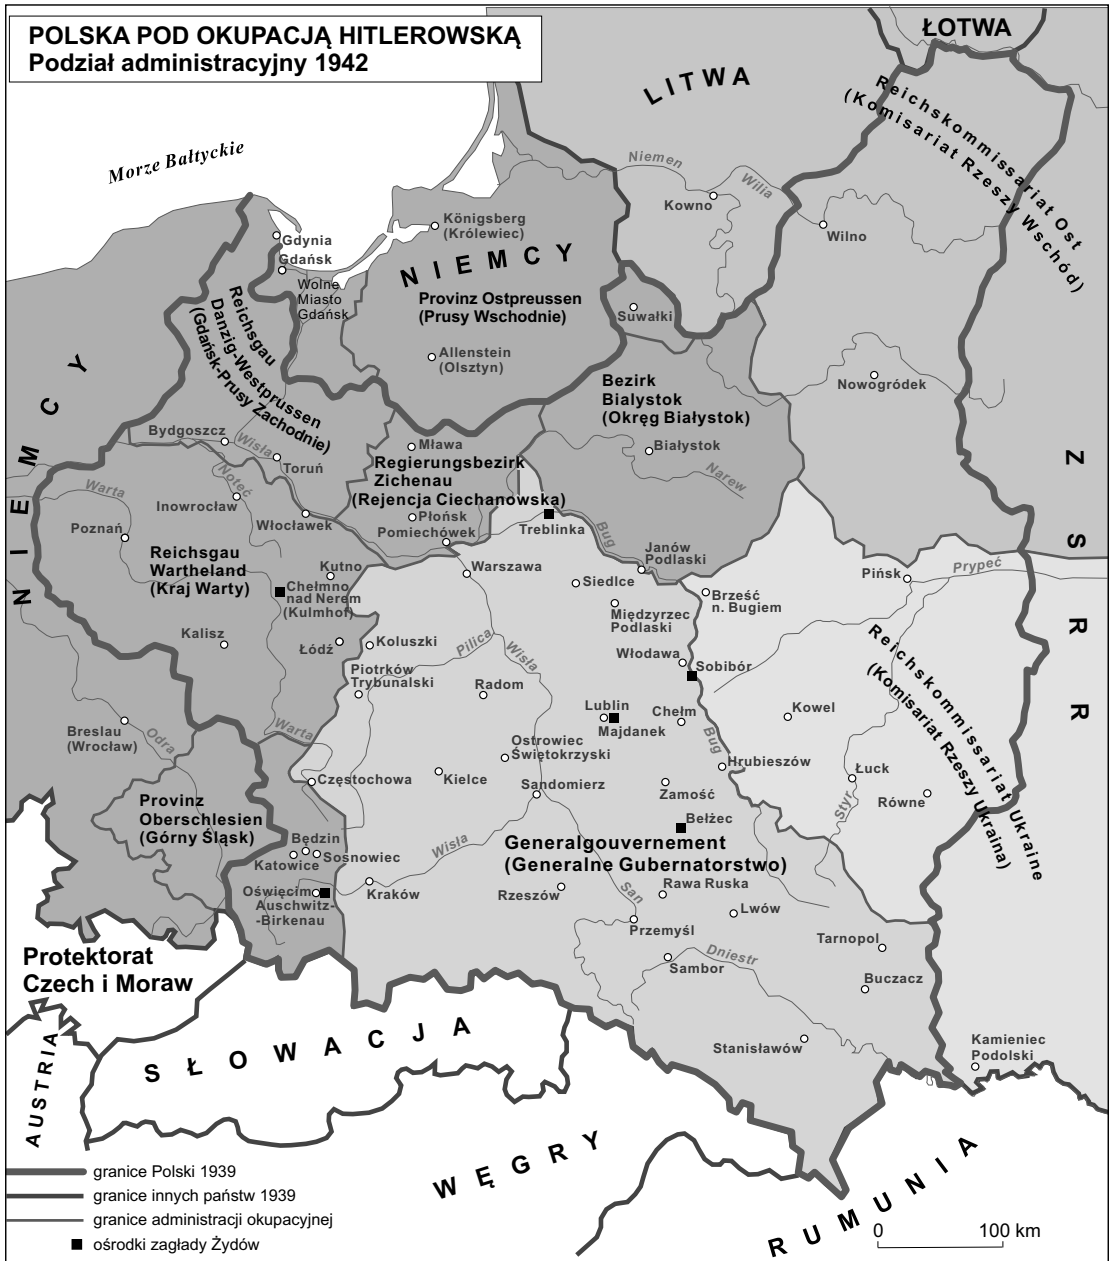 POLSKA POD OKUPACJĄ HITLEROWSKĄ
Podział administracyjny 1942
ŁOTWA
LITWA
Reichskommissariat Ost
(Komisariat Rzeszy Wschód)
Morze Bałtyckie
Niemen
Wilia
Kowno
Wilno
Königsberg
(Królewiec)
Gdynia
Gdańsk
Wolne
Miasto
Gdańsk
NIEMCY
Provinz Ostpreussen
(Prusy Wschodnie)
Suwałki
Reichsgau
Danzig-Westprussen
(Gdańsk-Prusy Zachodnie)
Allenstein
(Olsztyn)
Nowogródek
Bezirk
Bialystok
(Okręg Białystok)
NIEMCY
Bydgoszcz
Wisła
Toruń
Mława
Białystok
Narew
ZSRR
Regierungsbezirk
Zichenau
(Rejencja Ciechanowska)
Warta
Noteć
Inowrocław
Włocławek
Płońsk
Pomiechówek
Treblinka
Bug
Poznań
Reichsgau
Wartheland
(Kraj Warty)
Janów
Podlaski
Kutno
Warszawa
Siedlce
Pińsk
Prypeć
Chełmno
nad Nerem
(Kulmhof)
Brześć
n. Bugiem
Międzyrzec
Podlaski
Kalisz
Łódź
Koluszki
Pilica
Wisła
Włodawa
Sobibór
Reichskommissariat Ukraine
(Komisariat Rzeszy Ukraina)
Piotrków
Trybunalski
Radom
Lublin
Majdanek
Chełm
Kowel
Breslau
(Wrocław)
Odra
Warta
Ostrowiec
Świętokrzyski
Bug
Hrubieszów
Częstochowa
Kielce
Sandomierz
Zamość
Łuck
Styr
Równe
Provinz
Oberschlesien
(Górny Śląsk)
Bełżec
Będzin
Katowice
Sosnowiec
Wisła
Generalgouvernement
(Generalne Gubernatorstwo)
Oświęcim
Auschwitz-
-Birkenau
Kraków
Rzeszów
San
Rawa Ruska
Lwów
Przemyśl
Tarnopol
Protektorat
Czech i Moraw
Dniestr
Sambor
Buczacz
SŁOWACJA
Stanisławów
Kamieniec
Podolski
AUSTRIA
WĘGRY
RUMUNIA
granice Polski 1939
granice innych państw 1939
granice administracji okupacyjnej
ośrodki zagłady Żydów
0 100 km